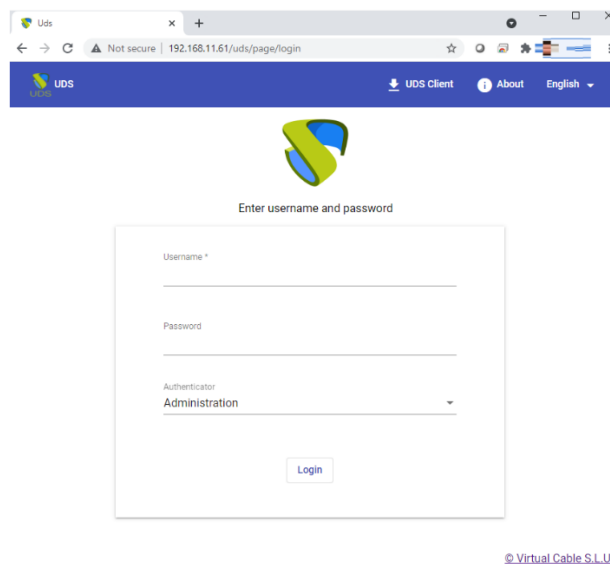 Uds
Not secure | 192.168.11.61/uds/page/login
UDS UDS UDS Client i About English
Enter username and password
Username *
Password
Authenticator
Administration
Login
© Virtual Cable S.L.U